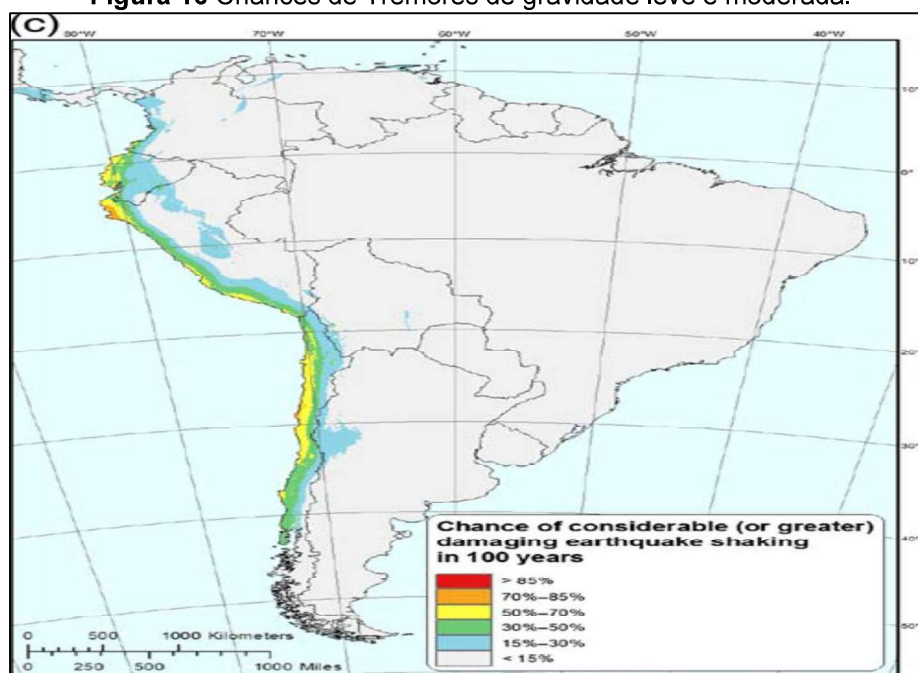 Figura 10 Chances de Tremores de gravidade leve e moderada.
(C)
80°W 70°W 60°W 50°W 40°W
10°
0°
10°
20°
30°
40°
50°
Chance of considerable (or greater)
damaging earthquake shaking
in 100 years
> 85%
70%–85%
50%–70%
30%–50%
15%–30%
< 15%
0 500 1000 Kilometers
0 250 500 1000 Miles